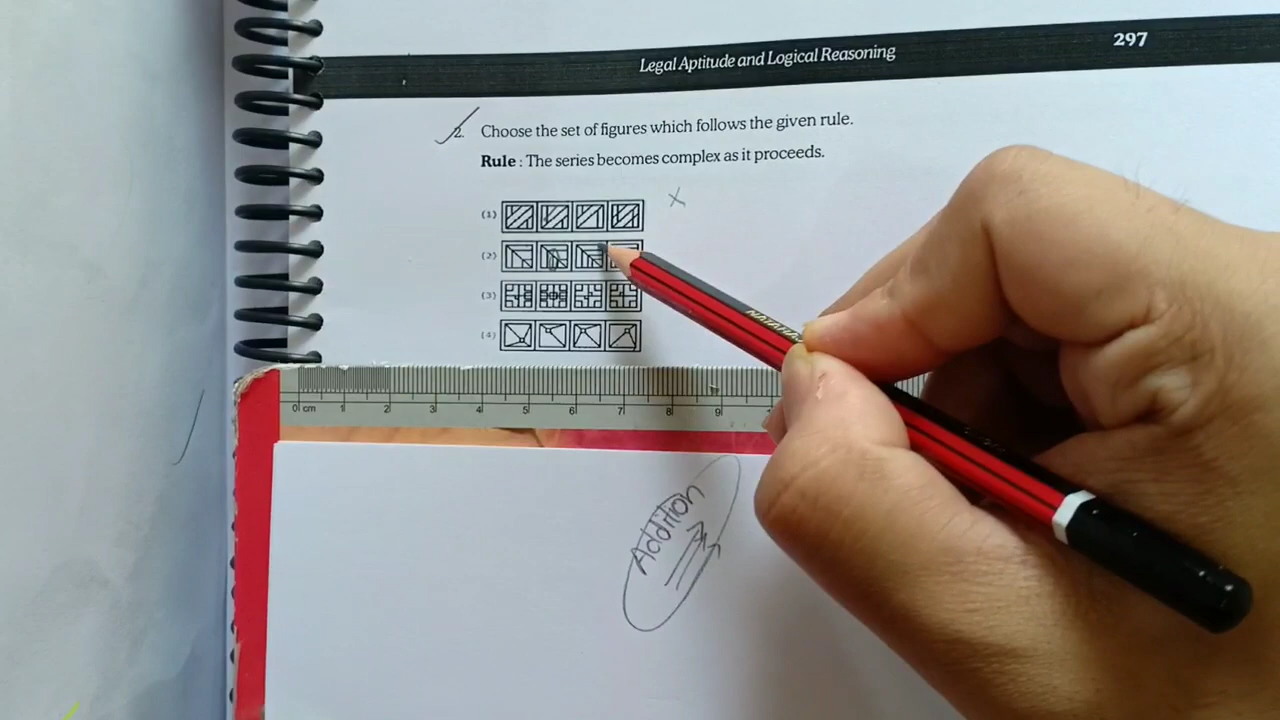 Legal Aptitude and Logical Reasoning
297
2. Choose the set of figures which follows the given rule.
Rule : The series becomes complex as it proceeds.
(1)
(2)
(3)
(4)
0 cm 1 2 3 4 5 6 7 8 9
Addition